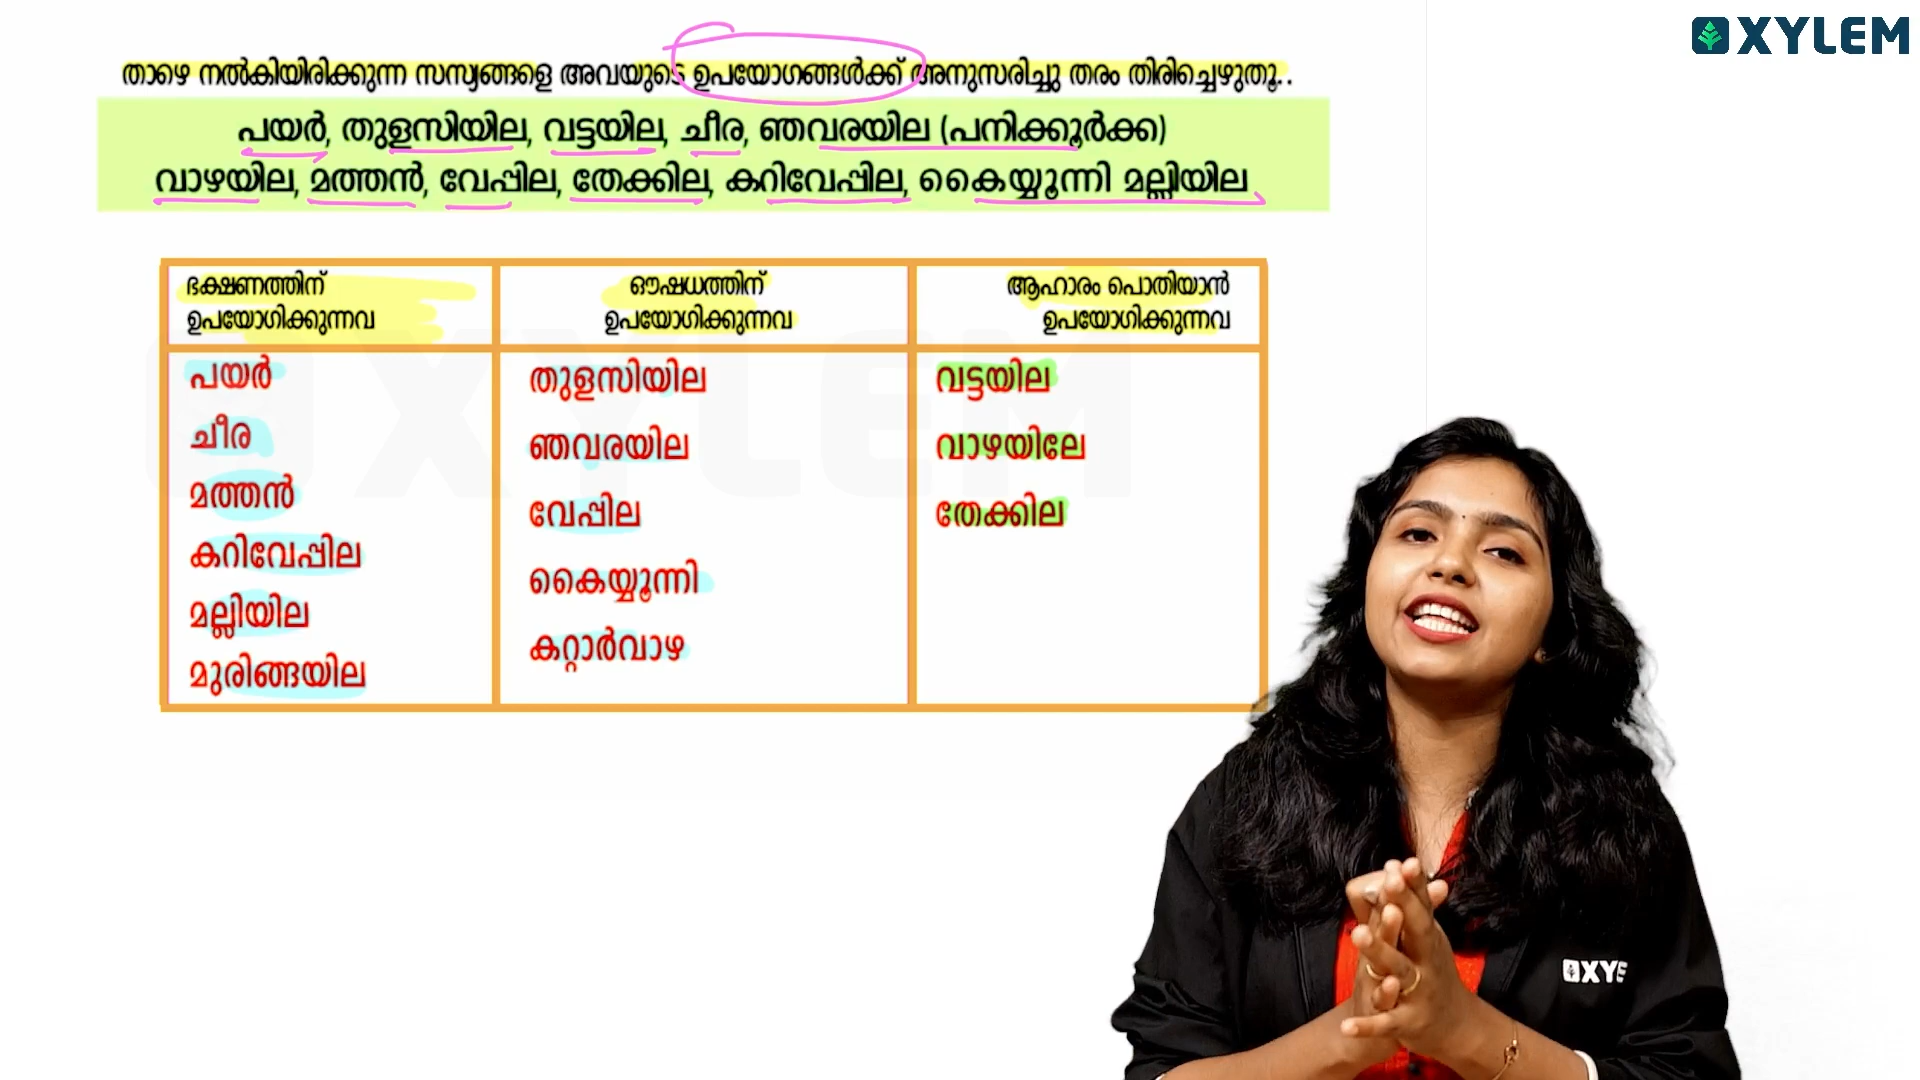 XYLEM
താഴെ നൽകിയിരിക്കുന്ന സസ്യങ്ങളെ അവയുടെ ഉപയോഗങ്ങൾക്ക് അനുസരിച്ചു തരം തിരിച്ചെഴുതൂ..
പയർ, തുളസിയില, വട്ടയില, ചീര, ഞവരയില (പനിക്കൂർക്ക)
വാഴയില, മത്തൻ, വേപ്പില, തേക്കില, കറിവേപ്പില, കൈയ്യൂന്നി മല്ലിയില
ഭക്ഷണത്തിന്
ഉപയോഗിക്കുന്നവ
പയർ
ചീര
മത്തൻ
കറിവേപ്പില
മല്ലിയില
മുരിങ്ങയില
ഔഷധത്തിന്
ഉപയോഗിക്കുന്നവ
തുളസിയില
ഞവരയില
വേപ്പില
കൈയ്യൂന്നി
കറ്റാർവാഴ
ആഹാരം പൊതിയാൻ
ഉപയോഗിക്കുന്നവ
വട്ടയില
വാഴയിലേ
തേക്കില
XYLEM
XYE